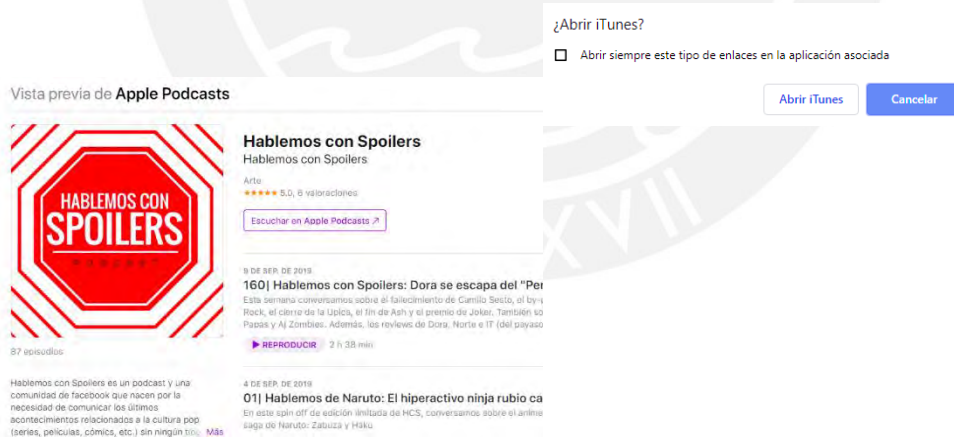 ¿Abrir iTunes?
Abrir siempre este tipo de enlaces en la aplicación asociada
Abrir iTunes
Cancelar
Vista previa de Apple Podcasts
HABLEMOS CON
SPOILERS
PODCAST
87 episodios
Hablemos con Spoilers es un podcast y una
comunidad de facebook que nacen por la
necesidad de comunicar los últimos
acontecimientos relacionados a la cultura pop
(series, películas, cómics, etc.) sin ningún Más
Hablemos con Spoilers
Hablemos con Spoilers
Arte
★★★★★ 5.0, 6 valoraciones
Escuchar en Apple Podcasts ↗
9 DE SEP. DE 2019
160| Hablemos con Spoilers: Dora se escapa del "Per
Esta semana conversamos sobre el fallecimiento de Camilo Sesto, el by-
Rock, el cierre de la Upica, el fin de Ash y el premio de Joker. También so
Papas y Aj Zombies. Además, los reviews de Dora, Norte e IT (del payaso
▶ REPRODUCIR 2 h 38 min
4 DE SEP. DE 2019
01| Hablemos de Naruto: El hiperactivo ninja rubio ca
En este spin off de edición ilimitada de HCS, conversamos sobre el anime
saga de Naruto: Zabuza y Haku
XVII